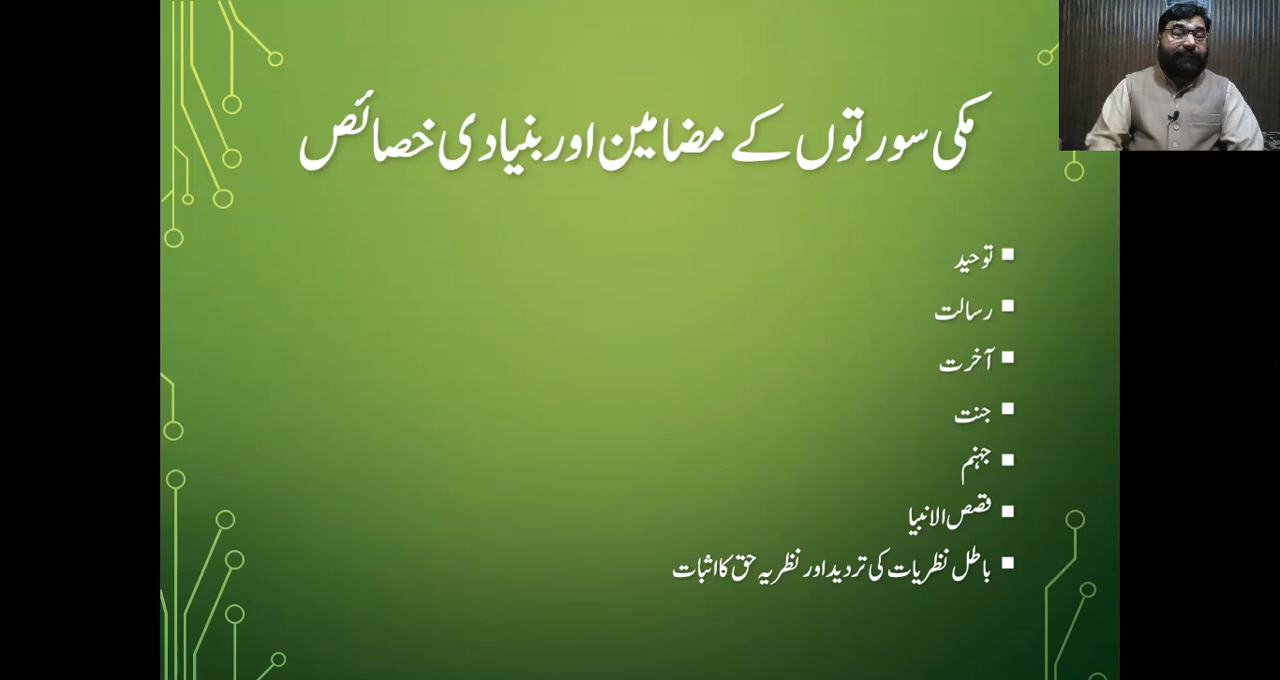 مکی سورتوں کے مضامین اور بنیادی خصائص
توحید
رسالت
آخرت
جنت
جہنم
قصص الانبیا
باطل نظریات کی تردید اور نظریہ حق کا اثبات